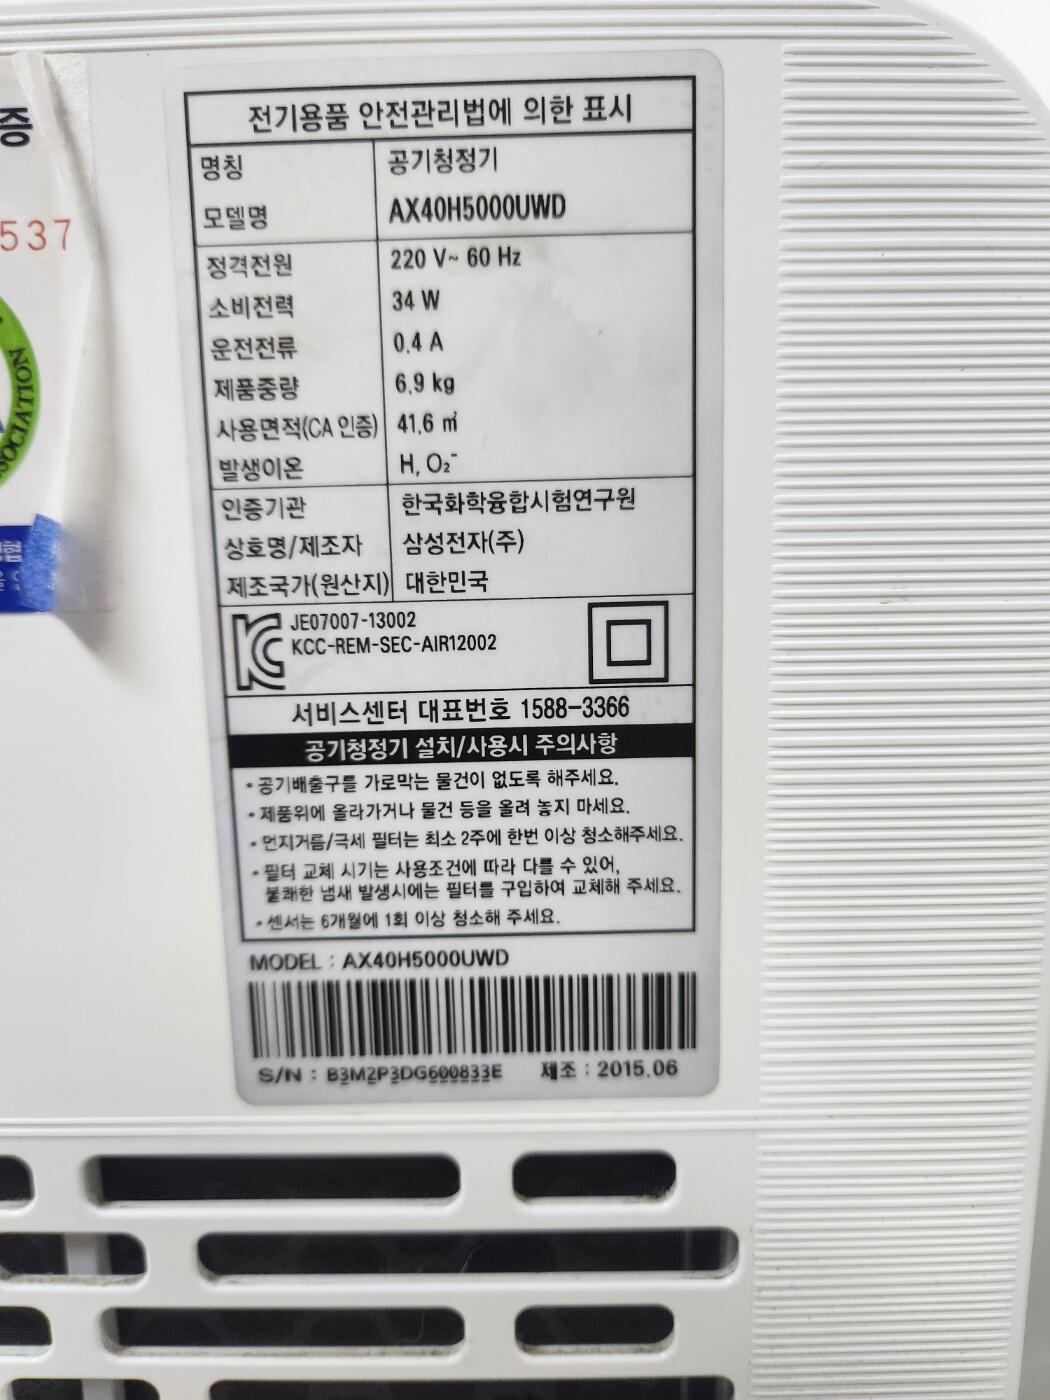 증
537
SOCIATION
전기용품 안전관리법에 의한 표시
명칭 공기청정기
모델명 AX40H5000UWD
정격전원 220 V~ 60 Hz
소비전력 34 W
운전전류 0.4 A
제품중량 6.9 kg
사용면적(CA 인증) 41.6 ㎡
발생이온 H, O₂⁻
인증기관 한국화학융합시험연구원
상호명/제조자 삼성전자(주)
제조국가(원산지) 대한민국
JE07007-13002
KCC-REM-SEC-AIR12002
서비스센터 대표번호 1588-3366
공기청정기 설치/사용시 주의사항
• 공기배출구를 가로막는 물건이 없도록 해주세요.
• 제품위에 올라가거나 물건 등을 올려 놓지 마세요.
• 먼지거름/극세 필터는 최소 2주에 한번 이상 청소해주세요.
• 필터 교체 시기는 사용조건에 따라 다를 수 있어,
불쾌한 냄새 발생시에는 필터를 구입하여 교체해 주세요.
• 센서는 6개월에 1회 이상 청소해 주세요.
MODEL : AX40H5000UWD
S/N : B3M2P3DG600833E 제조 : 2015.06